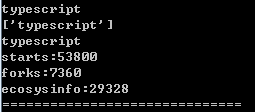 typescript
['typescript']
typescript
starts:53800
forks:7360
ecosysinfo:29328
==============================